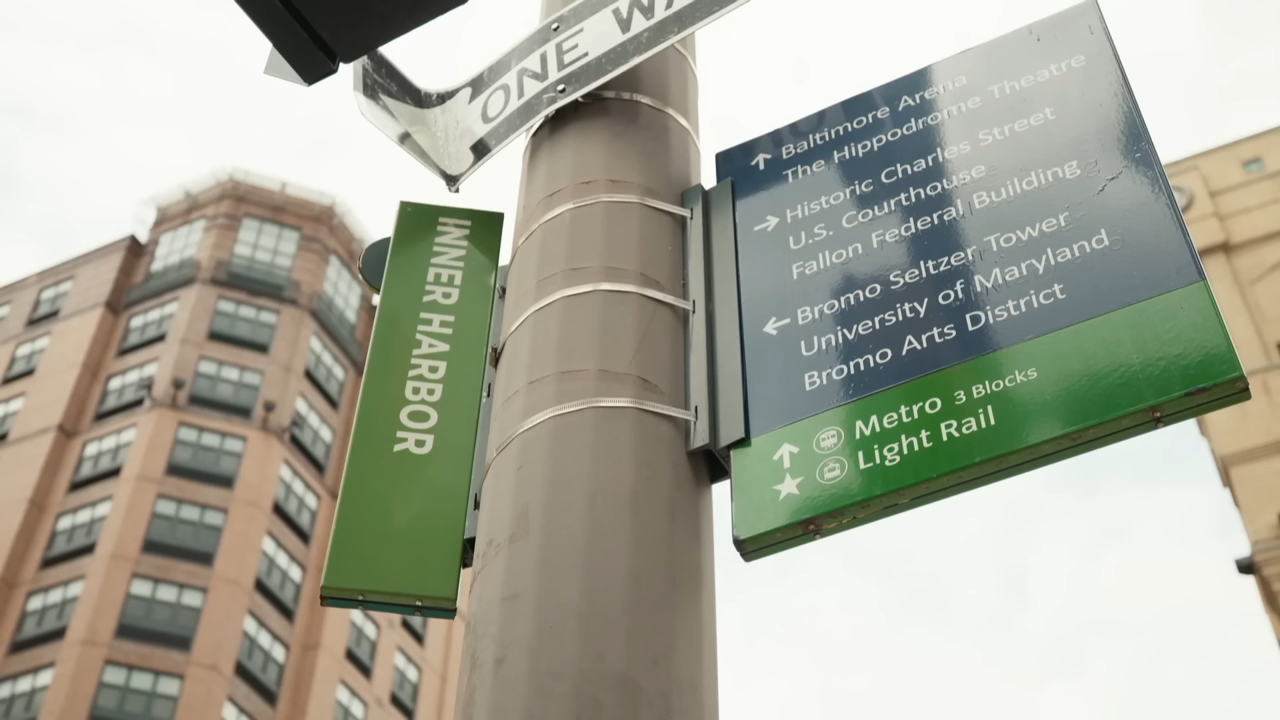 ONE WA
INNER HARBOR
Baltimore Arena
The Hippodrome Theatre
Historic Charles Street
U.S. Courthouse
Fallon Federal Building
Bromo Seltzer Tower
University of Maryland
Bromo Arts District
Metro 3 Blocks
Light Rail